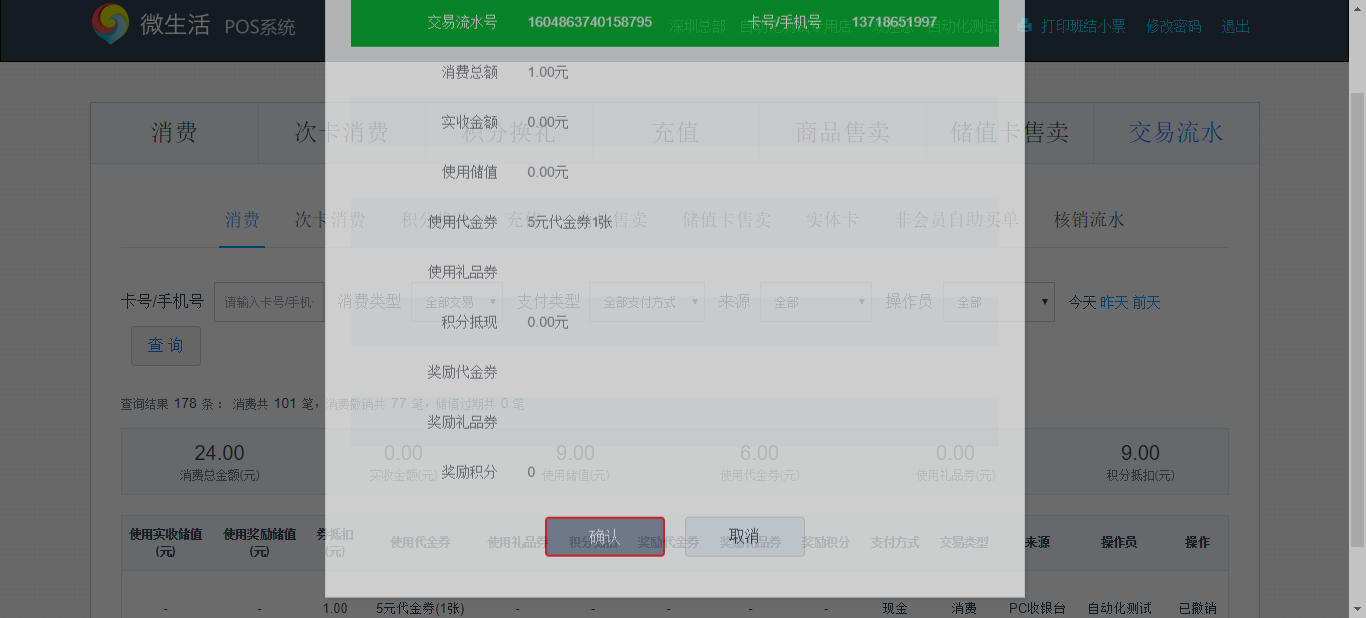 微生活 POS系统
交易流水号 1604863740158795 卡号/手机号 13718651997
深圳总部 自动化测试 打印班结小票 修改密码 退出
消费总额 1.00元
实收金额 0.00元
消费 次卡消费 积分换礼 充值 商品售卖 储值卡售卖 交易流水
使用储值 0.00元
使用代金券 5元代金券1张
消费 次卡消费 售卖 储值卡售卖 实体卡 非会员自助买单 核销流水
使用礼品券
卡号/手机号 请输入卡号/手机 消费类型 全部交易 支付类型 全部支付方式 来源 全部 操作员 全部 今天 昨天 前天
积分抵现 0.00元
查 询
奖励代金券
查询结果 178 条： 消费共 101 笔，消费撤销共 77 笔，储值过期共 0 笔
奖励礼品券
24.00 0.00 9.00 6.00 0.00 9.00
消费总金额(元) 实收金额(元) 使用储值(元) 使用代金券(元) 使用礼品券(元) 积分抵扣(元)
奖励积分 0
确认 取消
使用实收储值(元) 使用奖励储值(元) 券抵扣(元) 使用代金券 使用礼品券 积分抵扣 奖励代金券 奖励礼品券 奖励积分 支付方式 交易类型 来源 操作员 操作
- - 1.00 5元代金券(1张) - - - - - 现金 消费 PC收银台 自动化测试 已撤销